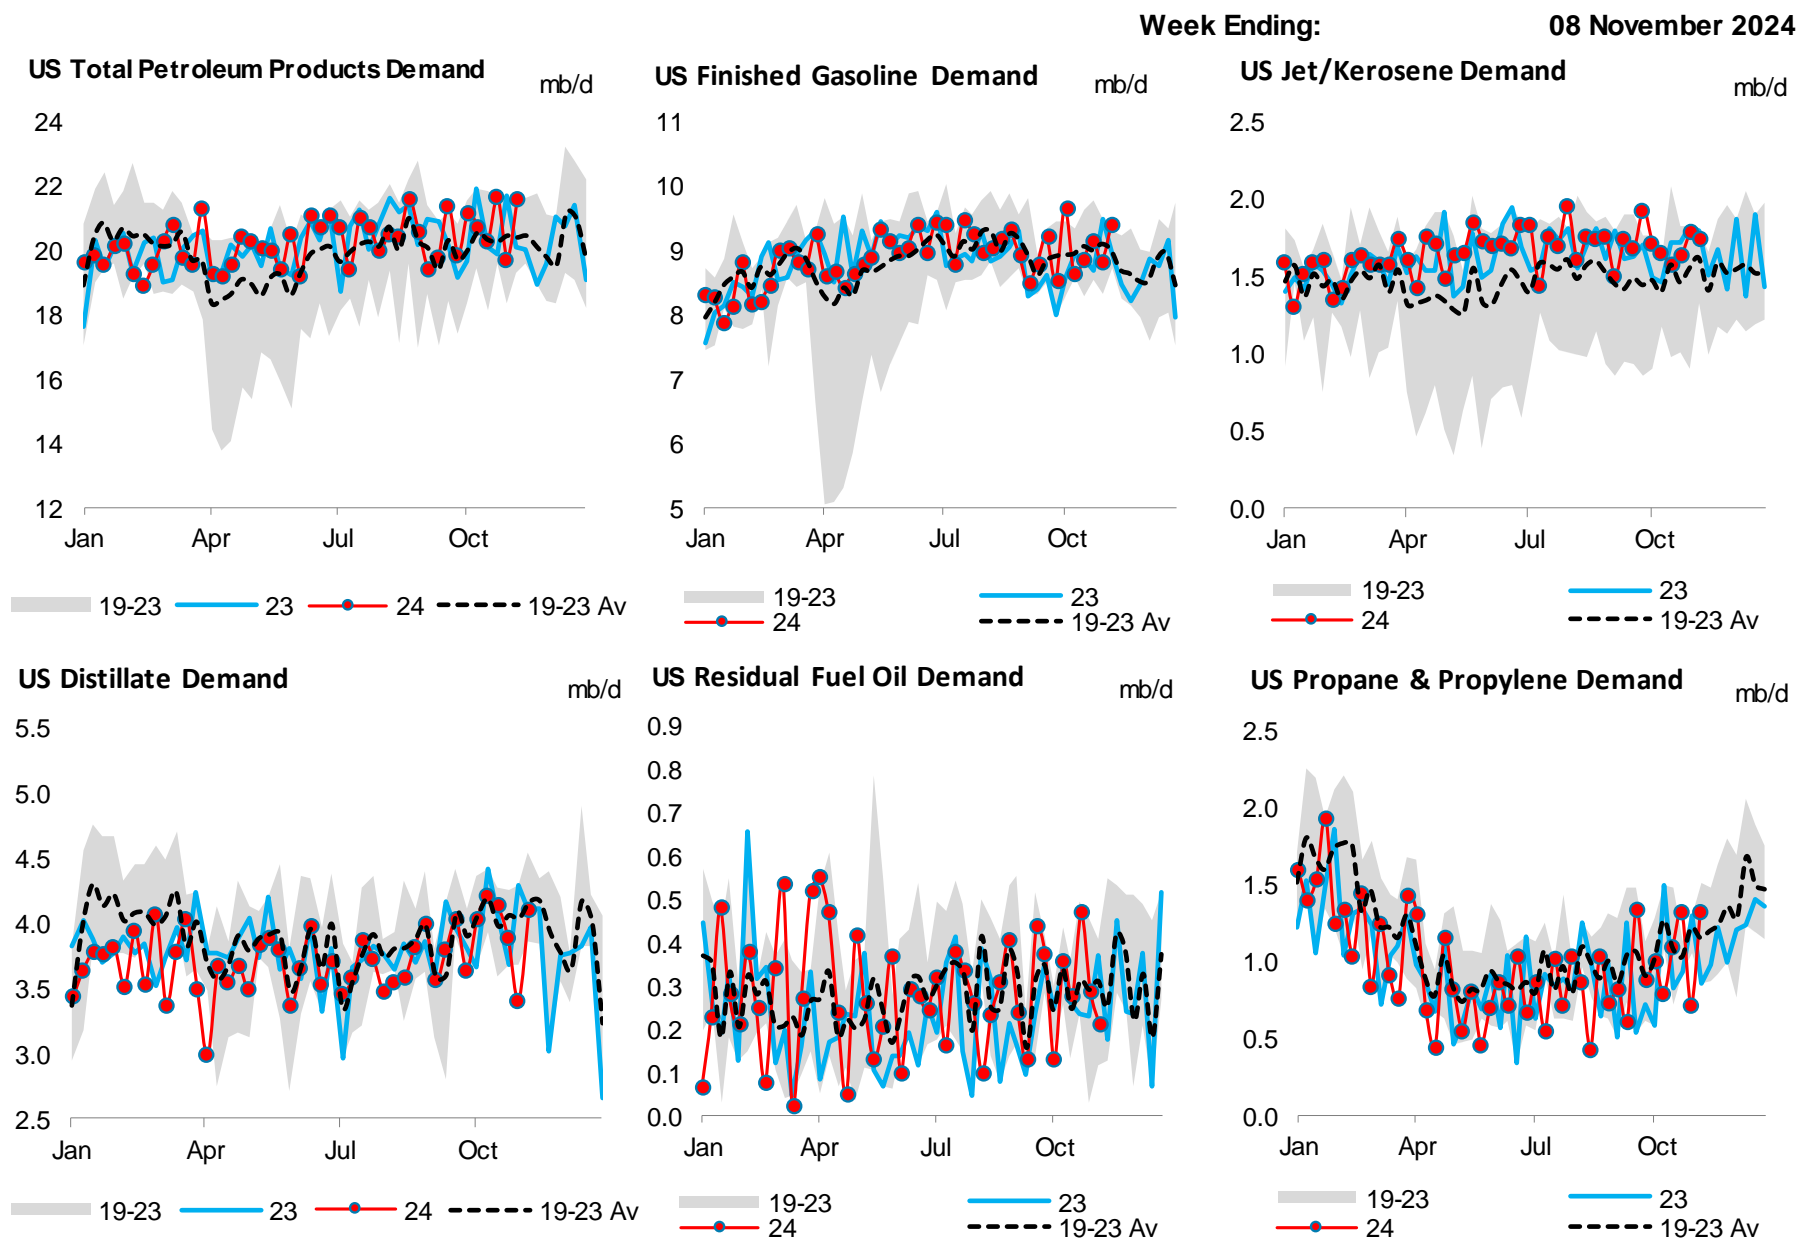 Week Ending: 08 November 2024
US Total Petroleum Products Demand
mb/d
24
22
20
18
16
14
12
Jan Apr Jul Oct
19-23 23 24 19-23 Av
US Finished Gasoline Demand
mb/d
11
10
9
8
7
6
5
Jan Apr Jul Oct
19-23 23
24 19-23 Av
US Jet/Kerosene Demand
mb/d
2.5
2.0
1.5
1.0
0.5
0.0
Jan Apr Jul Oct
19-23 23
24 19-23 Av
US Distillate Demand
mb/d
5.5
5.0
4.5
4.0
3.5
3.0
2.5
Jan Apr Jul Oct
19-23 23 24 19-23 Av
US Residual Fuel Oil Demand
mb/d
0.9
0.8
0.7
0.6
0.5
0.4
0.3
0.2
0.1
0.0
Jan Apr Jul Oct
19-23 23
24 19-23 Av
US Propane & Propylene Demand
mb/d
2.5
2.0
1.5
1.0
0.5
0.0
Jan Apr Jul Oct
19-23 23
24 19-23 Av